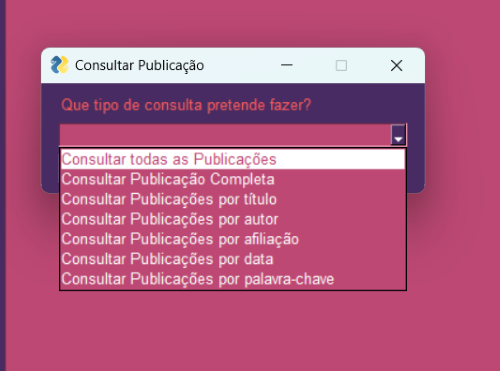 Consultar Publicação
Que tipo de consulta pretende fazer?
Consultar todas as Publicações
Consultar Publicação Completa
Consultar Publicações por título
Consultar Publicações por autor
Consultar Publicações por afiliação
Consultar Publicações por data
Consultar Publicações por palavra-chave